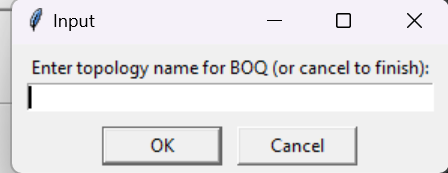 Input
Enter topology name for BOQ (or cancel to finish):
OK
Cancel